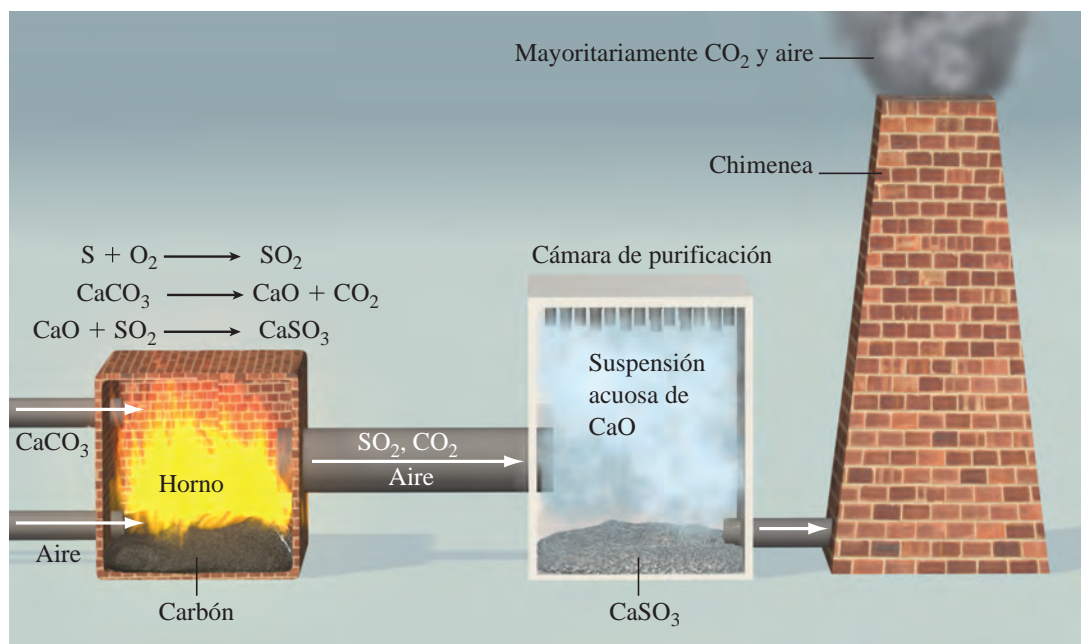 Mayoritariamente CO₂ y aire
Chimenea
S + O₂ ⟶ SO₂
CaCO₃ ⟶ CaO + CO₂
CaO + SO₂ ⟶ CaSO₃
Cámara de purificación
Suspensión
acuosa de
CaO
CaCO₃
SO₂, CO₂
Aire
Horno
Aire
Carbón
CaSO₃